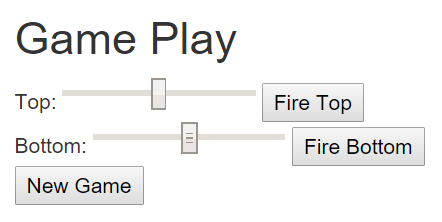 Game Play
Top: Fire Top
Bottom: Fire Bottom
New Game